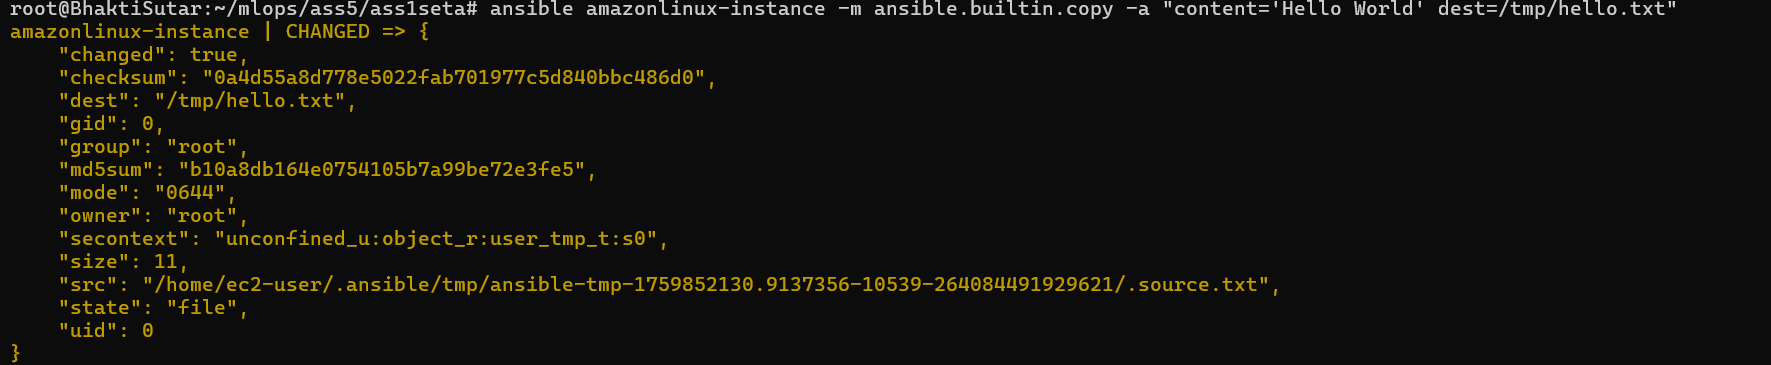 root@BhaktiSutar:~/mlops/ass5/ass1seta# ansible amazonlinux-instance -m ansible.builtin.copy -a "content='Hello World' dest=/tmp/hello.txt"
amazonlinux-instance | CHANGED => {
    "changed": true,
    "checksum": "0a4d55a8d778e5022fab701977c5d840bbc486d0",
    "dest": "/tmp/hello.txt",
    "gid": 0,
    "group": "root",
    "md5sum": "b10a8db164e0754105b7a99be72e3fe5",
    "mode": "0644",
    "owner": "root",
    "secontext": "unconfined_u:object_r:user_tmp_t:s0",
    "size": 11,
    "src": "/home/ec2-user/.ansible/tmp/ansible-tmp-1759852130.9137356-10539-264084491929621/.source.txt",
    "state": "file",
    "uid": 0
}